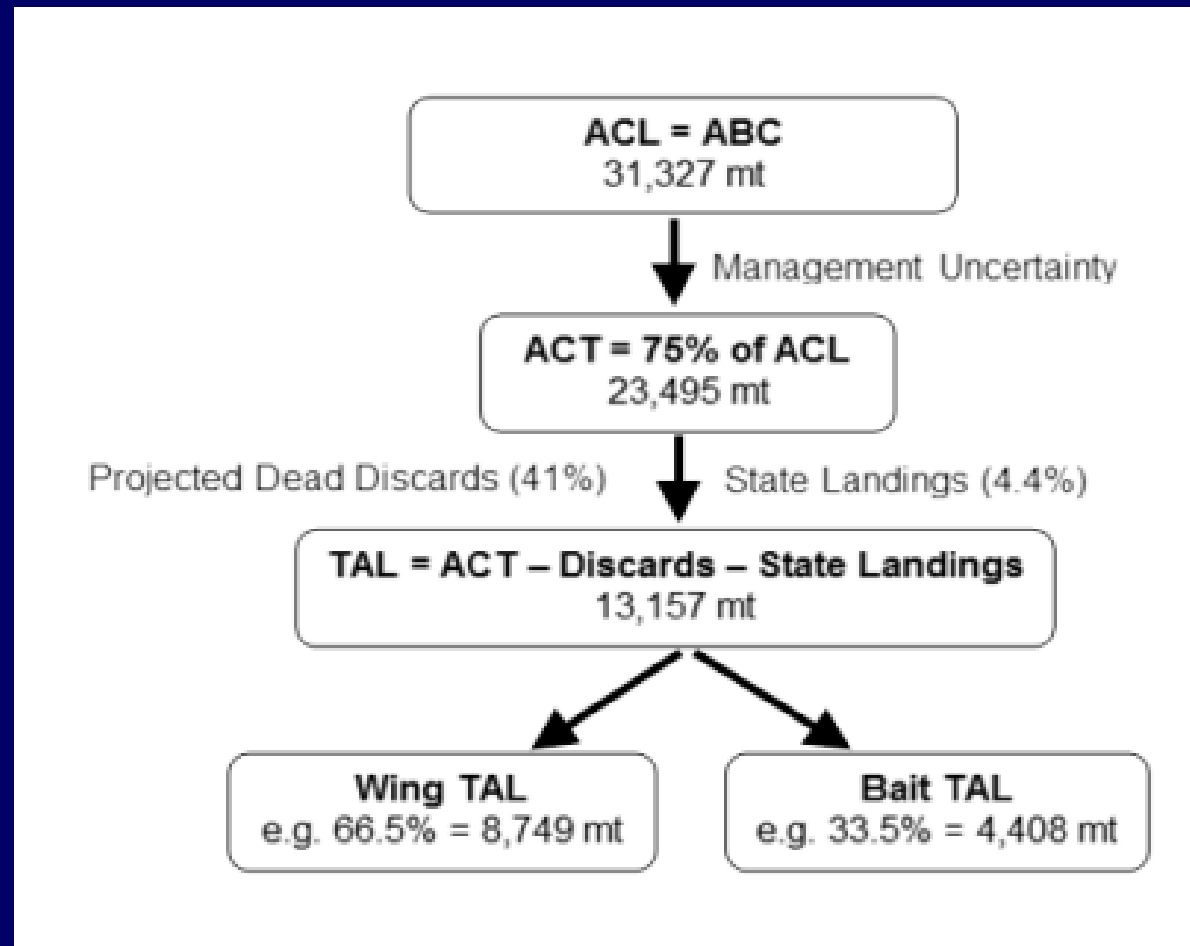 ACL = ABC
31,327 mt
Management Uncertainty
ACT = 75% of ACL
23,495 mt
Projected Dead Discards (41%) State Landings (4.4%)
TAL = ACT – Discards – State Landings
13,157 mt
Wing TAL
e.g. 66.5% = 8,749 mt
Bait TAL
e.g. 33.5% = 4,408 mt